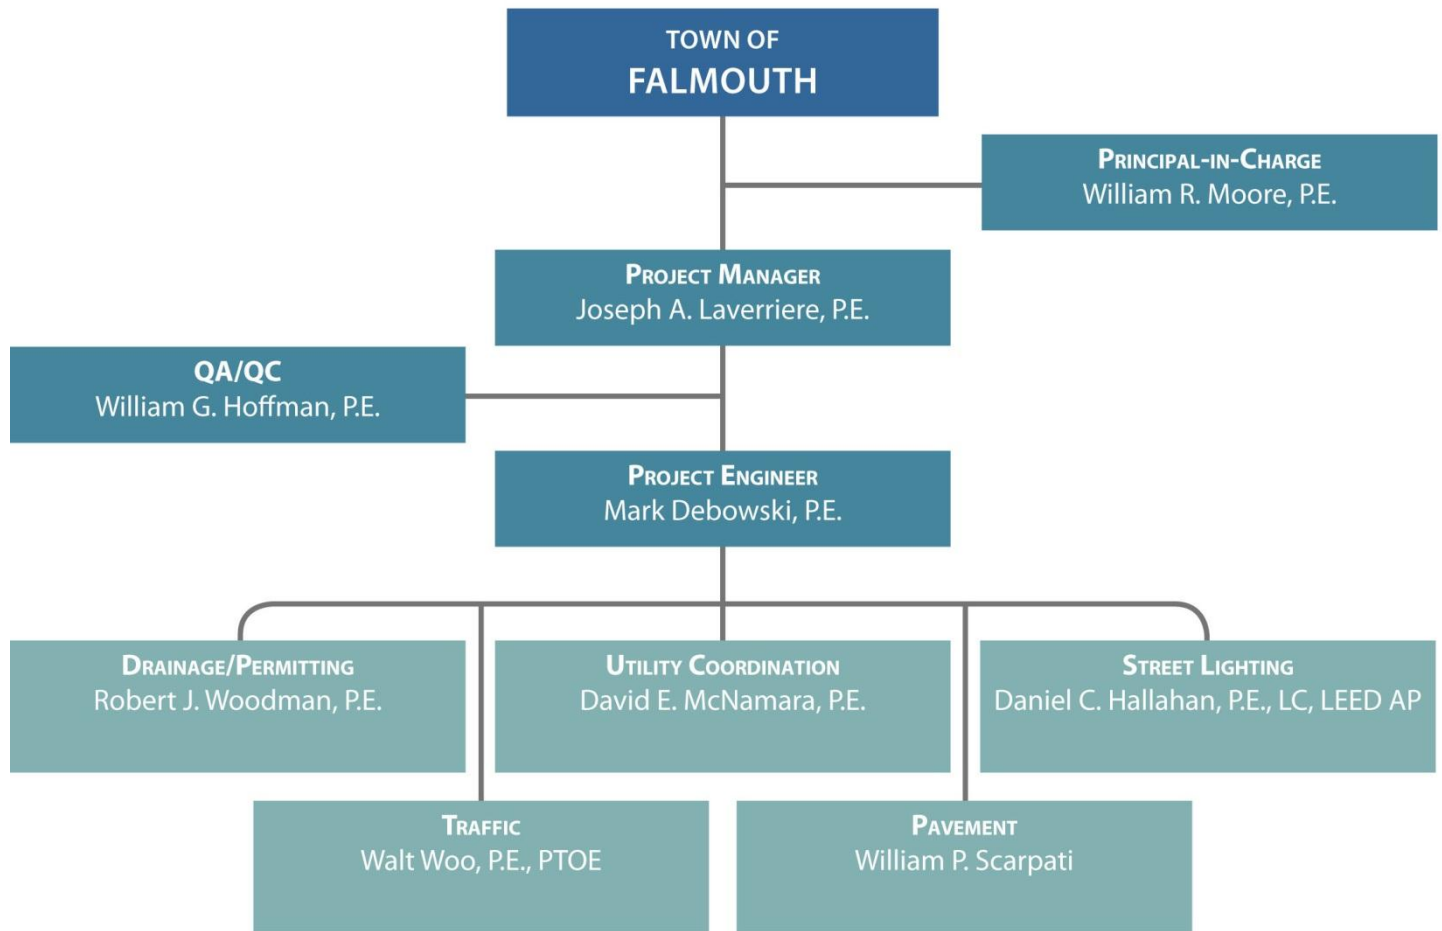 TOWN OF
FALMOUTH
PRINCIPAL-IN-CHARGE
William R. Moore, P.E.
PROJECT MANAGER
Joseph A. Laverriere, P.E.
QA/QC
William G. Hoffman, P.E.
PROJECT ENGINEER
Mark Debowski, P.E.
DRAINAGE/PERMITTING
Robert J. Woodman, P.E.
UTILITY COORDINATION
David E. McNamara, P.E.
STREET LIGHTING
Daniel C. Hallahan, P.E., LC, LEED AP
TRAFFIC
Walt Woo, P.E., PTOE
PAVEMENT
William P. Scarpati